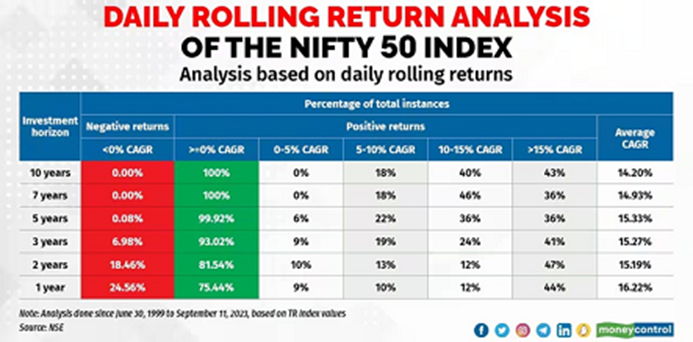 DAILY ROLLING RETURN ANALYSIS
OF THE NIFTY 50 INDEX
Analysis based on daily rolling returns
Investment horizon Percentage of total instances
Negative returns Positive returns Average CAGR
<0% CAGR >=0% CAGR 0-5% CAGR 5-10% CAGR 10-15% CAGR >15% CAGR
10 years 0.00% 100% 0% 18% 40% 43% 14.20%
7 years 0.00% 100% 0% 18% 46% 36% 14.93%
5 years 0.08% 99.92% 6% 22% 36% 36% 15.33%
3 years 6.98% 93.02% 9% 19% 24% 41% 15.27%
2 years 18.46% 81.54% 10% 13% 12% 47% 15.19%
1 year 24.56% 75.44% 9% 10% 12% 44% 16.22%
Note: Analysis done since June 30, 1999 to September 11, 2023, based on TR Index values
Source: NSE
moneycontrol